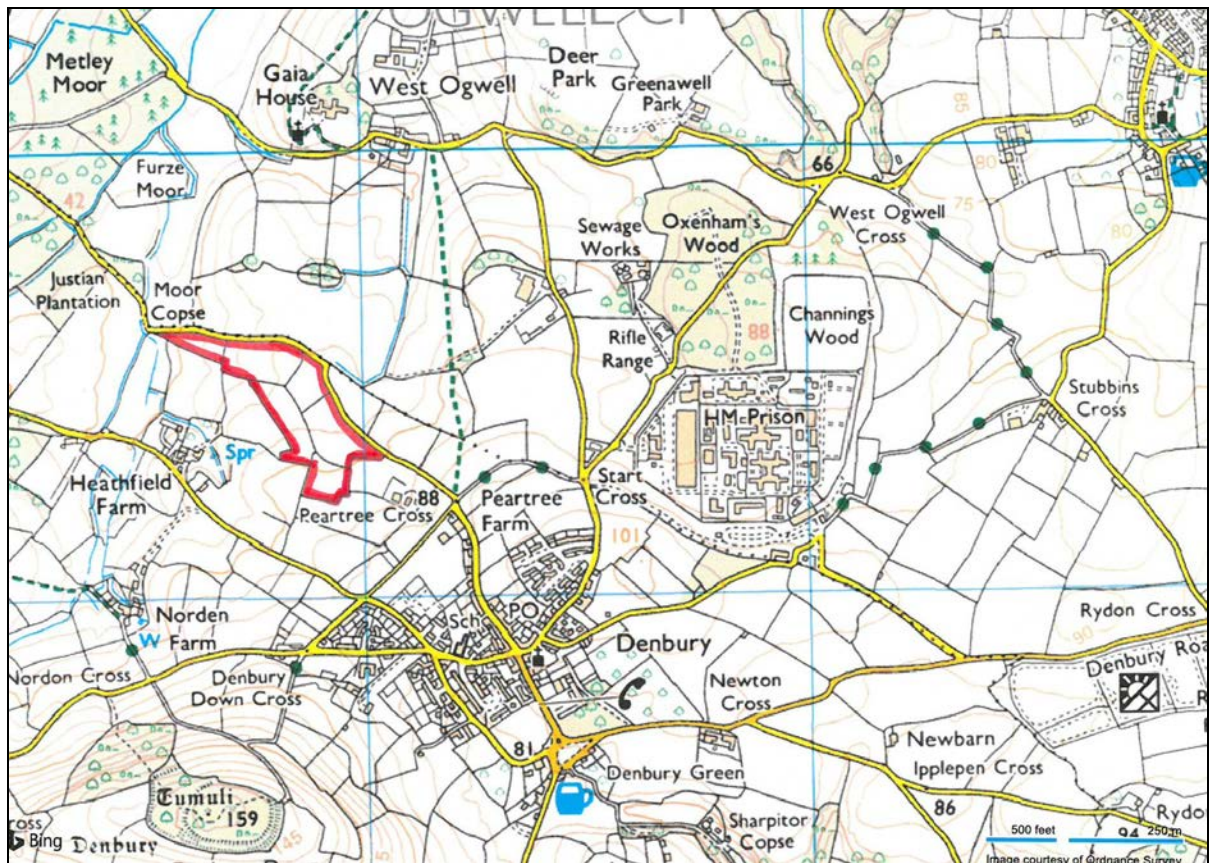 OGWELL CP
Metley
Moor
Gaia
House
West Ogwell
Deer
Park
Greenawell
Park
85
80
66
Furze
Moor
42
Sewage
Works
Oxenham's
Wood
West Ogwell
Cross
75
80
Justian
Plantation
Moor
Copse
Rifle
Range
88
Channings
Wood
HM Prison
Stubbins
Cross
Spr
Heathfield
Farm
Peartree Cross
88
Peartree
Farm
Start
Cross
101
Norden
Farm
W
Sch
PO
Denbury
Rydon Cross
90
Nordon Cross
Denbury
Down Cross
Newton
Cross
Denbury Roa
R
F
81
Denbury Green
Newbarn
Ipplepen Cross
86
Rydo
Tumuli
159
145
Sharpitor
Copse
ross
Bing
Denbury
500 feet
94
250 m
Image courtesy of Ordnance Survey